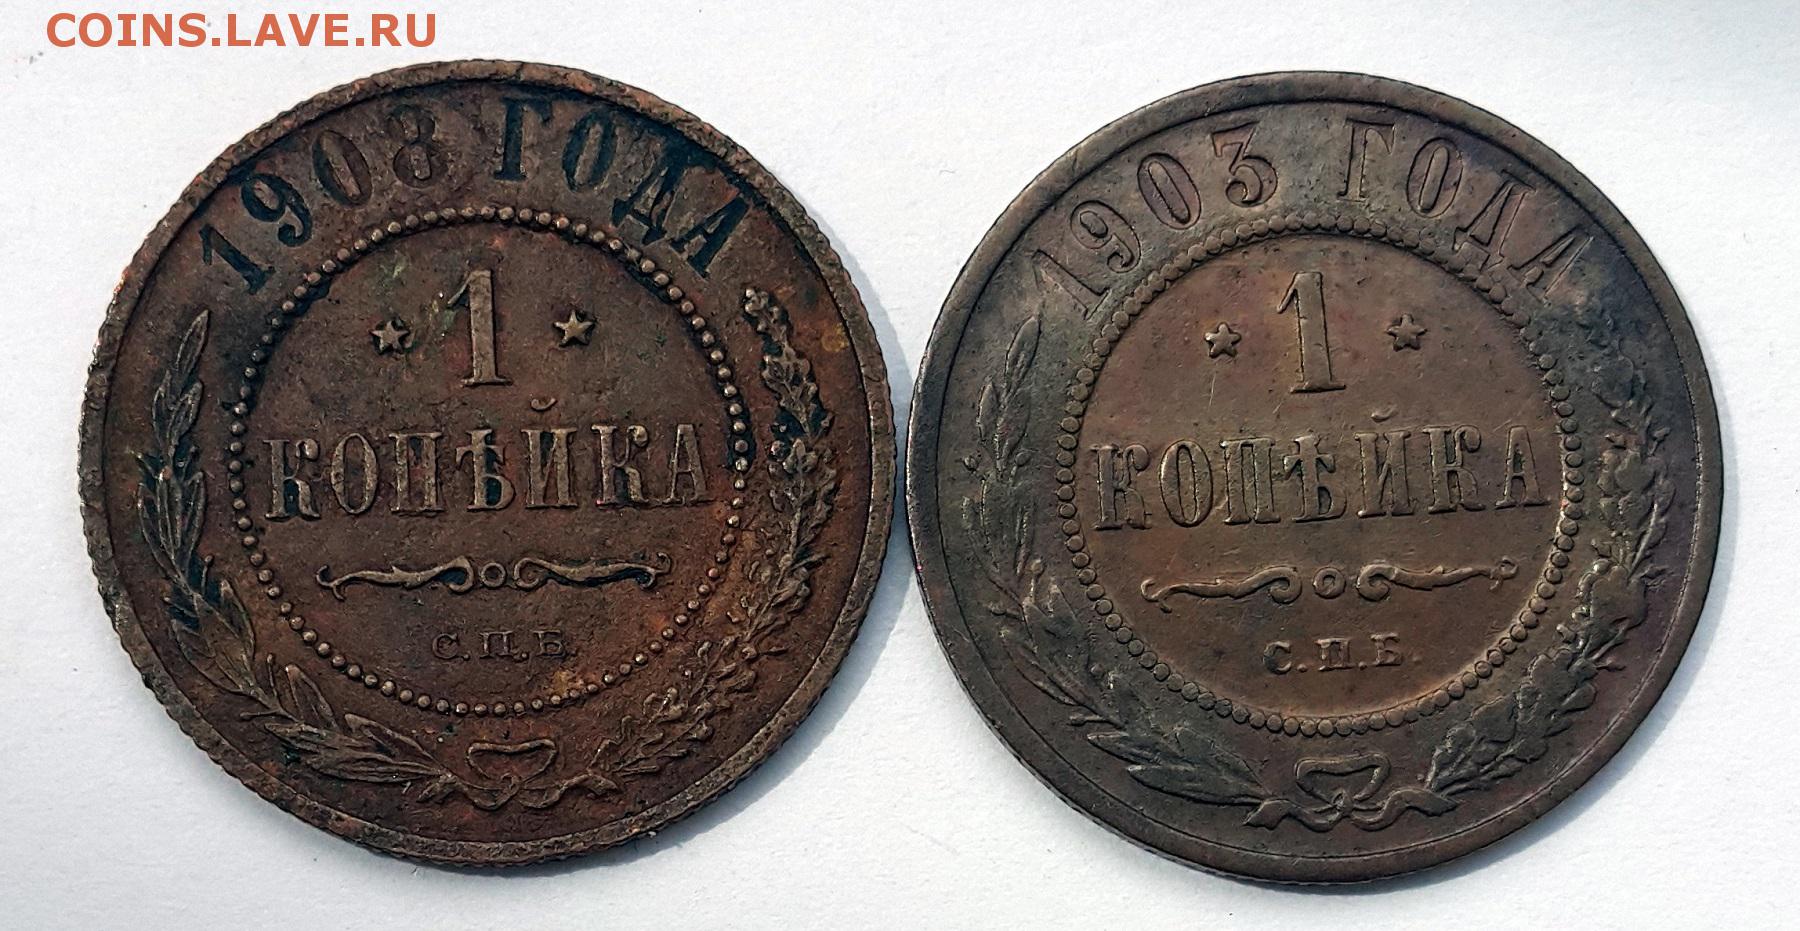 COINS.LAVE.RU
1908 ГОДА
1
КОПѢЙКА
С.П.Б.
1903 ГОДА
1
КОПѢЙКА
С.П.Б.